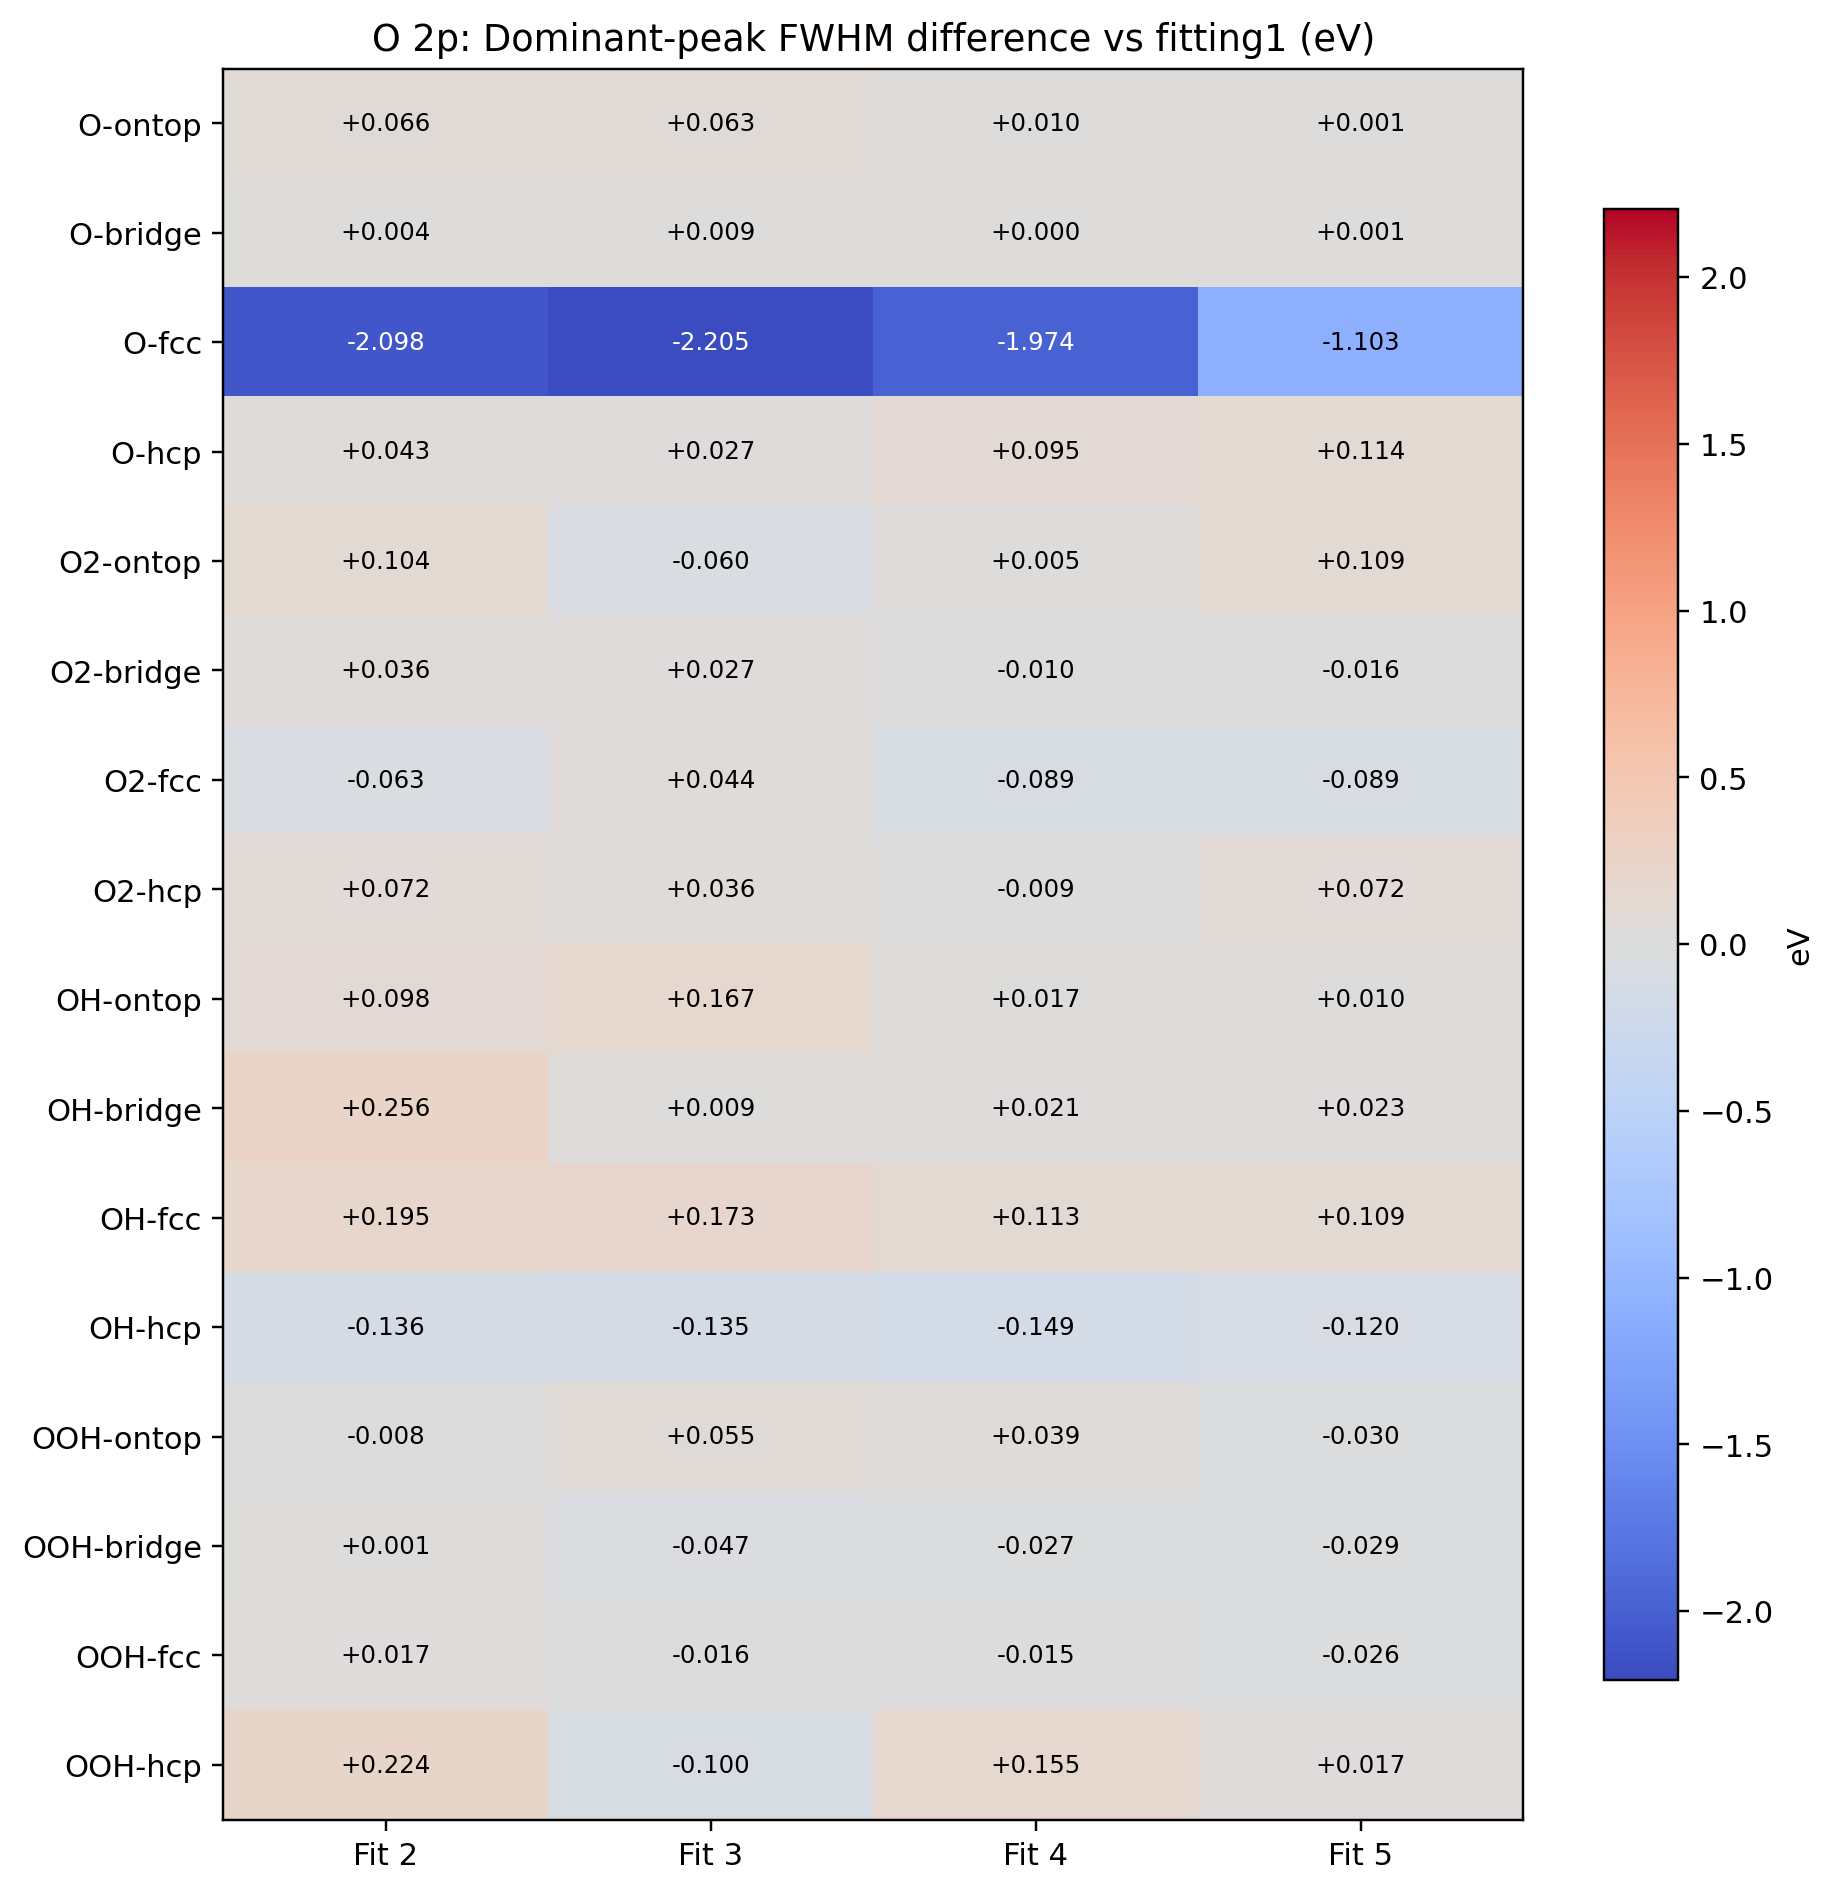 O 2p: Dominant-peak FWHM difference vs fitting1 (eV)
O-ontop +0.066 +0.063 +0.010 +0.001
O-bridge +0.004 +0.009 +0.000 +0.001
O-fcc -2.098 -2.205 -1.974 -1.103
O-hcp +0.043 +0.027 +0.095 +0.114
O2-ontop +0.104 -0.060 +0.005 +0.109
O2-bridge +0.036 +0.027 -0.010 -0.016
O2-fcc -0.063 +0.044 -0.089 -0.089
O2-hcp +0.072 +0.036 -0.009 +0.072
OH-ontop +0.098 +0.167 +0.017 +0.010
OH-bridge +0.256 +0.009 +0.021 +0.023
OH-fcc +0.195 +0.173 +0.113 +0.109
OH-hcp -0.136 -0.135 -0.149 -0.120
OOH-ontop -0.008 +0.055 +0.039 -0.030
OOH-bridge +0.001 -0.047 -0.027 -0.029
OOH-fcc +0.017 -0.016 -0.015 -0.026
OOH-hcp +0.224 -0.100 +0.155 +0.017
Fit 2 Fit 3 Fit 4 Fit 5
2.0
1.5
1.0
0.5
0.0
−0.5
−1.0
−1.5
−2.0
eV